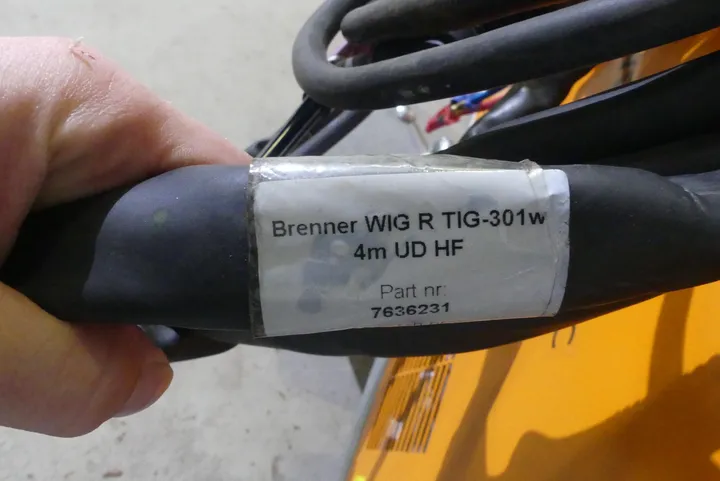 Brenner WIG R TIG-301w
4m UD HF
Part nr:
7636231